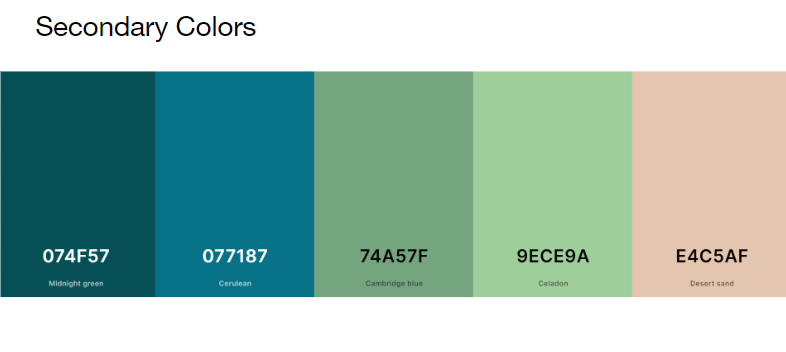 Secondary Colors
074F57
Midnight green
077187
Cerulean
74A57F
Cambridge blue
9ECE9A
Celadon
E4C5AF
Desert sand